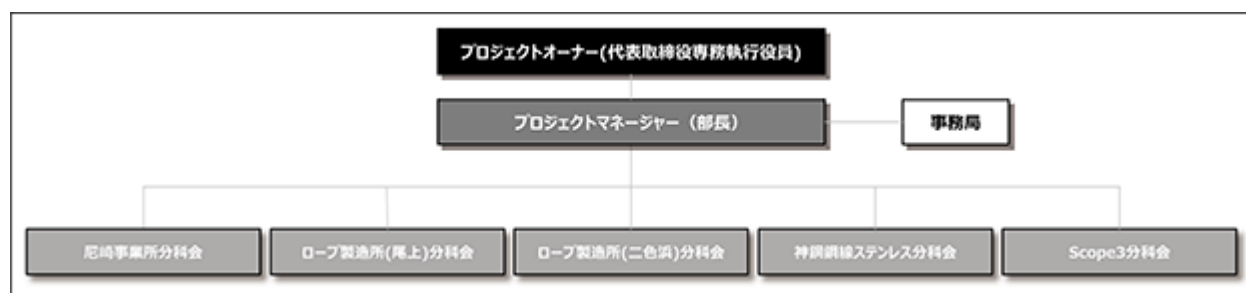 プロジェクトオーナー(代表取締役専務執行役員)
プロジェクトマネージャー（部長）
事務局
尼崎事業所分科会
ロープ製造所(尾上)分科会
ロープ製造所(二色浜)分科会
神鋼鋼線ステンレス分科会
Scope3分科会